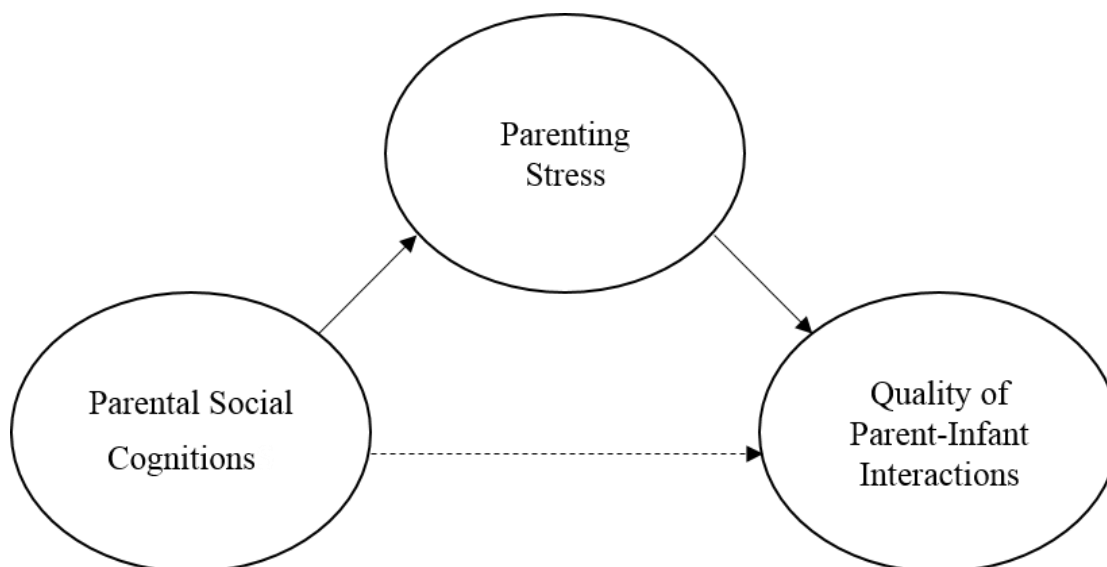 Parenting
Stress
Parental Social
Cognitions
Quality of
Parent-Infant
Interactions